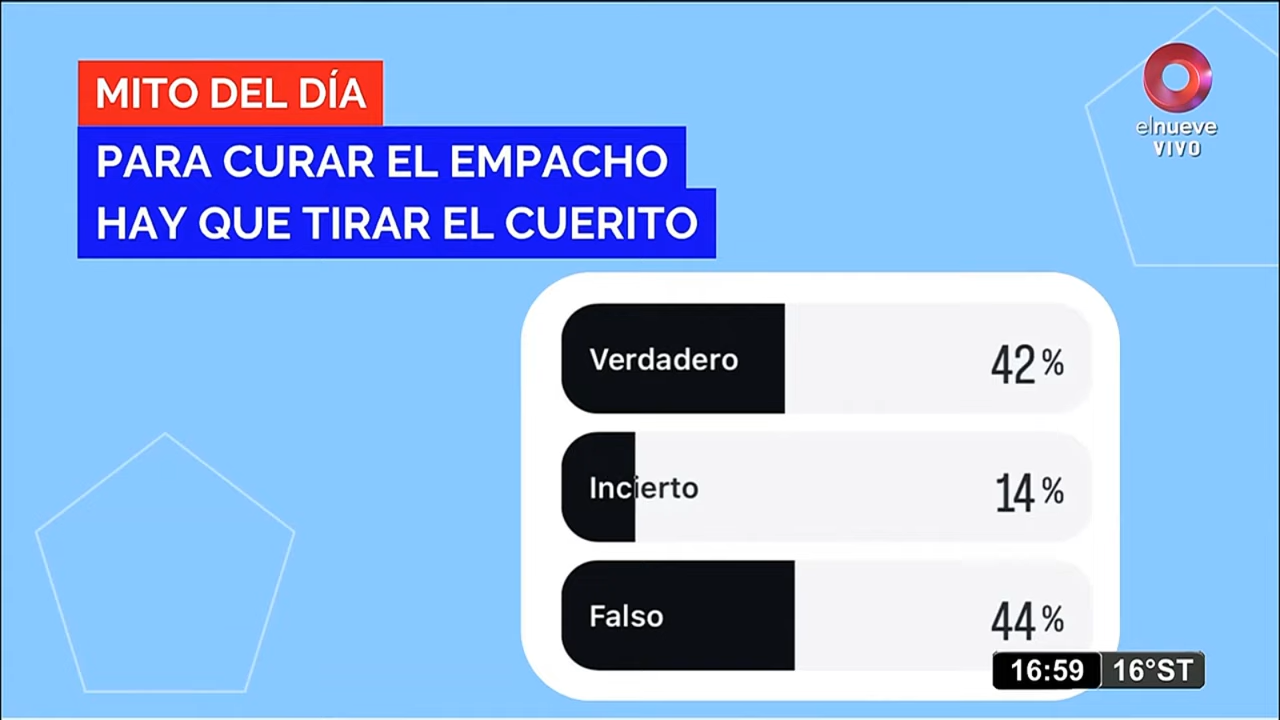 MITO DEL DÍA
PARA CURAR EL EMPACHO
HAY QUE TIRAR EL CUERITO
elnueve
VIVO
Verdadero 42%
Incierto 14%
Falso 44%
16:59 16°ST